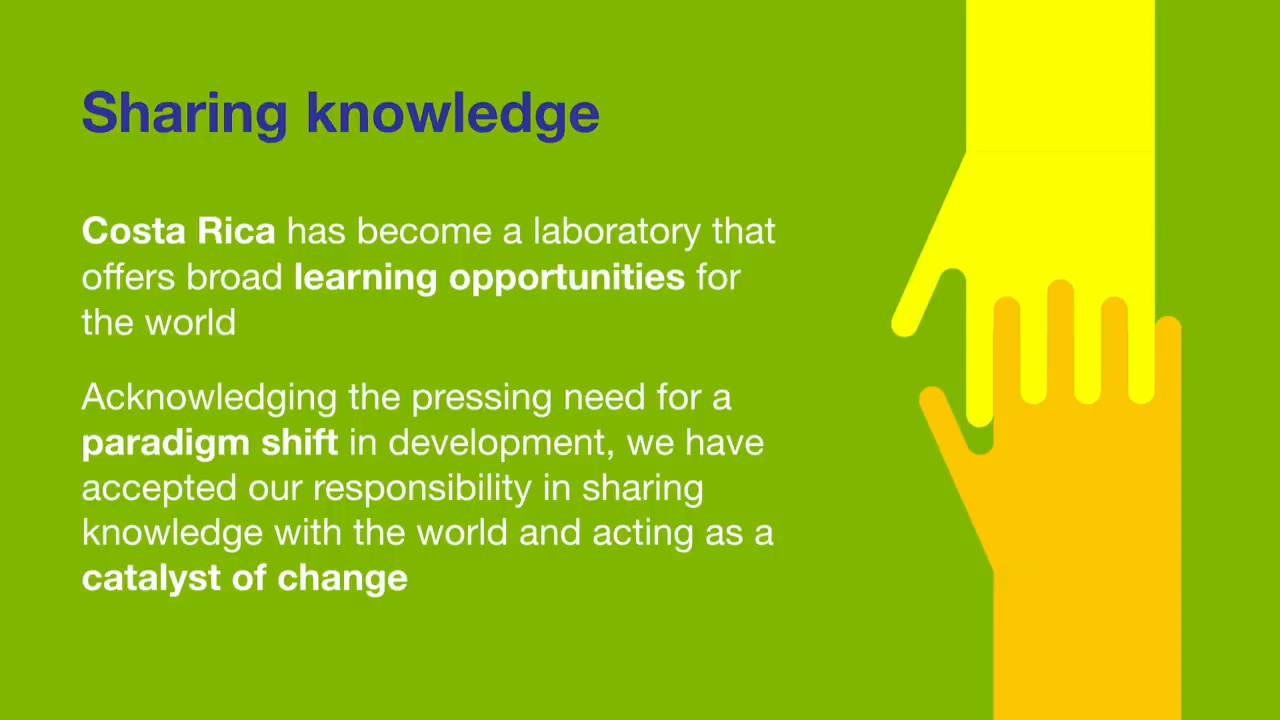 Sharing knowledge
Costa Rica has become a laboratory that
offers broad learning opportunities for
the world
Acknowledging the pressing need for a
paradigm shift in development, we have
accepted our responsibility in sharing
knowledge with the world and acting as a
catalyst of change